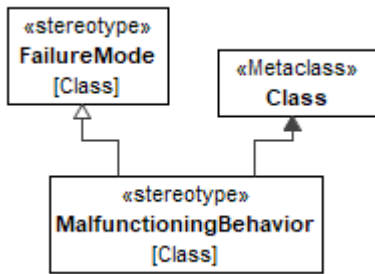 «stereotype»
FailureMode
[Class]
«Metaclass»
Class
«stereotype»
MalfunctioningBehavior
[Class]